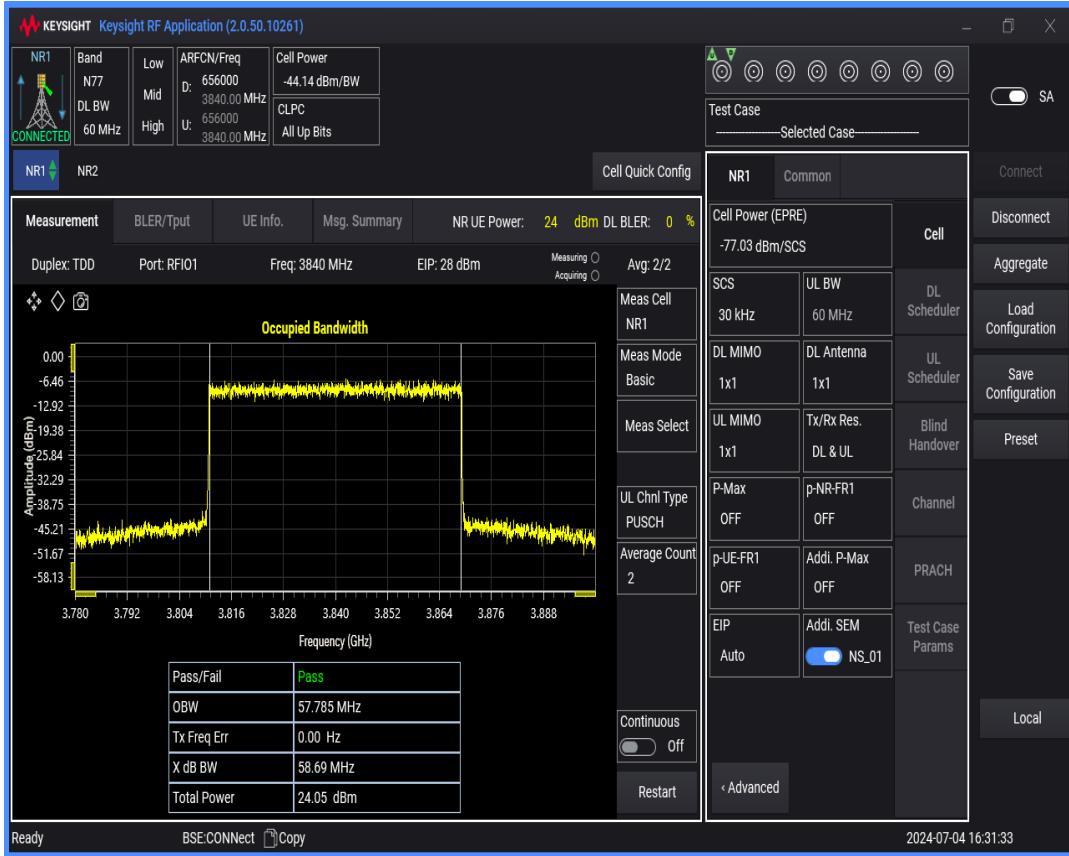 KEYSIGHT Keysight RF Application (2.0.50.10261)
NR1
CONNECTED
Band
N77
DL BW
60 MHz
Low
Mid
High
ARFCN/Freq
D: 656000
3840.00 MHz
U: 656000
3840.00 MHz
Cell Power
-44.14 dBm/BW
CLPC
All Up Bits
Test Case
--------------------Selected Case-----------------
SA
NR1 NR2
Cell Quick Config
Measurement BLER/Tput UE Info. Msg. Summary NR UE Power: 24 dBm DL BLER: 0 %
Duplex: TDD Port: RFIO1 Freq: 3840 MHz EIP: 28 dBm Measuring Acquiring Avg: 2/2
Occupied Bandwidth
Amplitude (dBm)
0.00
-6.46
-12.92
-19.38
-25.84
-32.29
-38.75
-45.21
-51.67
-58.13
3.780 3.792 3.804 3.816 3.828 3.840 3.852 3.864 3.876 3.888
Frequency (GHz)
Pass/Fail Pass
OBW 57.785 MHz
Tx Freq Err 0.00 Hz
X dB BW 58.69 MHz
Total Power 24.05 dBm
Meas Cell
NR1
Meas Mode
Basic
Meas Select
UL Chnl Type
PUSCH
Average Count
2
Continuous
Off
Restart
NR1 Common
Cell Power (EPRE)
-77.03 dBm/SCS
SCS
30 kHz
UL BW
60 MHz
DL MIMO
1x1
DL Antenna
1x1
UL MIMO
1x1
Tx/Rx Res.
DL & UL
P-Max
OFF
p-NR-FR1
OFF
p-UE-FR1
OFF
Addi. P-Max
OFF
EIP
Auto
Addi. SEM
NS_01
‹ Advanced
Cell
DL
Scheduler
UL
Scheduler
Blind
Handover
Channel
PRACH
Test Case
Params
Connect
Disconnect
Aggregate
Load
Configuration
Save
Configuration
Preset
Local
Ready BSE:CONNect Copy 2024-07-04 16:31:33